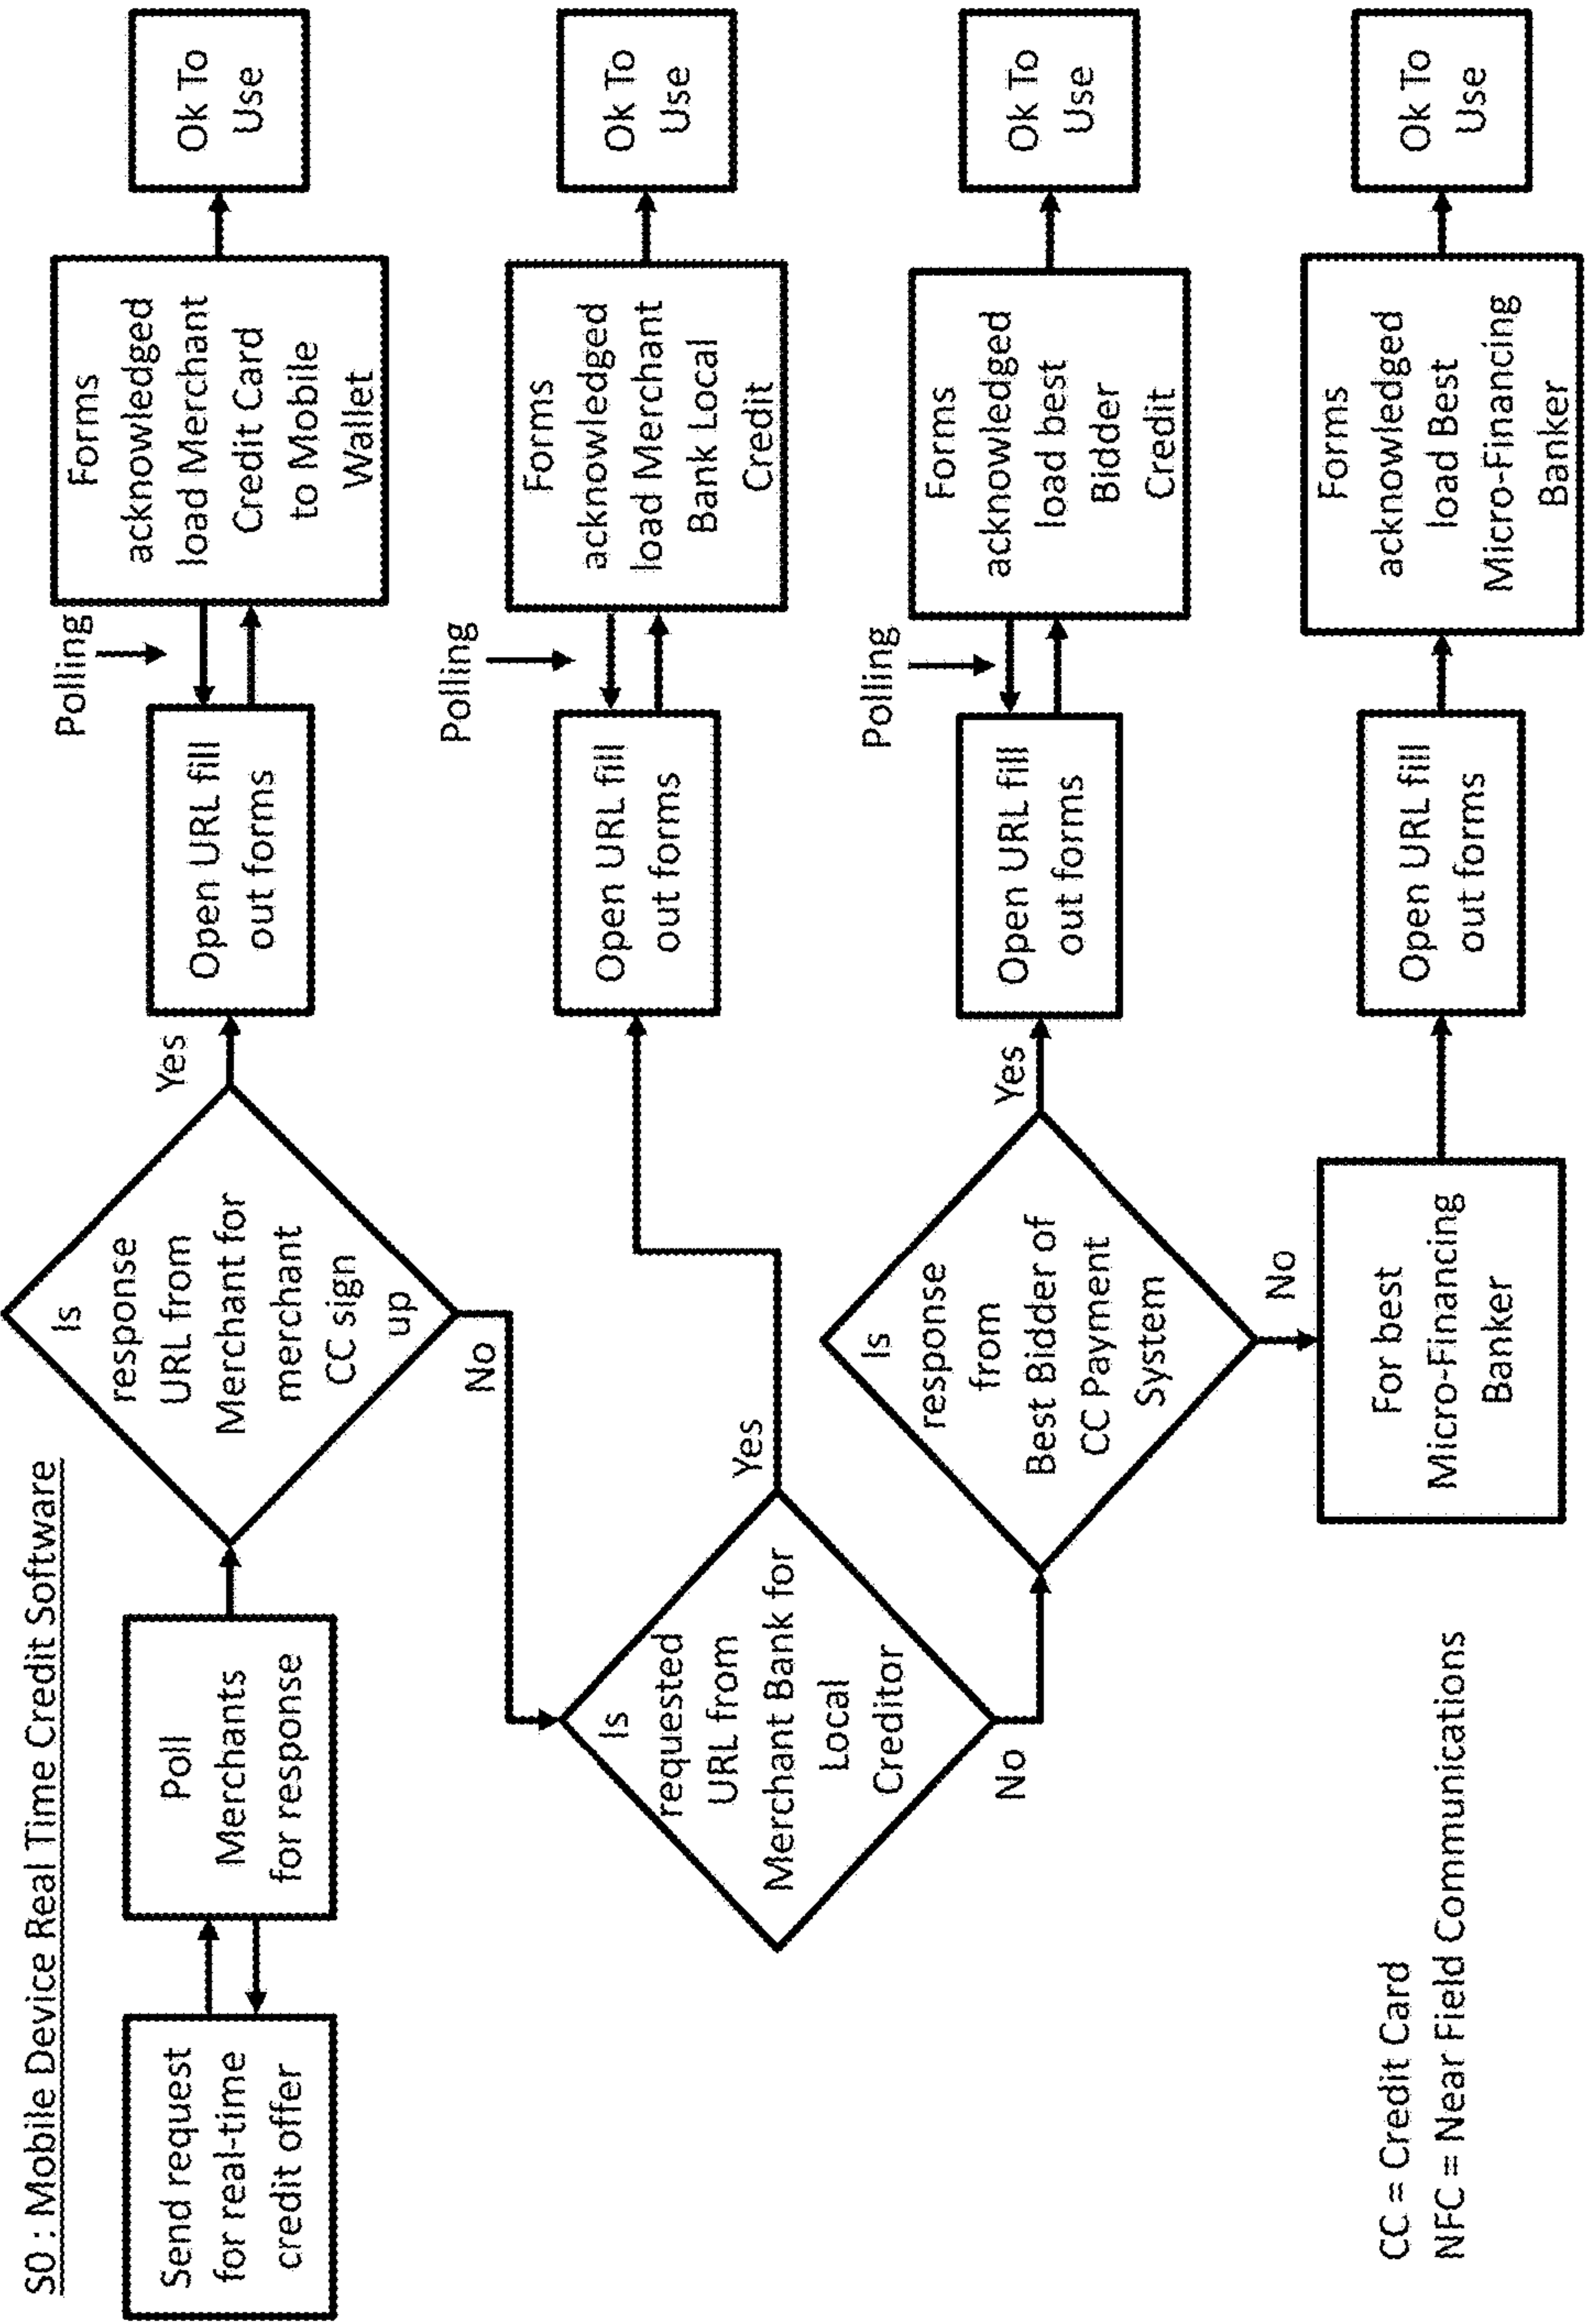 S0 : Mobile Device Real Time Credit Software
Send request
for real-time
credit offer
Poll
Merchants
for response
Is
response
URL from
Merchant for
merchant
CC sign
up
Yes
No
Open URL fill
out forms
Polling
Forms
acknowledged
load Merchant
Credit Card
to Mobile
Wallet
Ok To
Use
Is
requested
URL from
Merchant Bank for
Local
Creditor
Yes
No
Open URL fill
out forms
Polling
Forms
acknowledged
load Merchant
Bank Local
Credit
Ok To
Use
Is
response
from
Best Bidder of
CC Payment
System
Yes
No
Open URL fill
out forms
Polling
Forms
acknowledged
load best
Bidder
Credit
Ok To
Use
For best
Micro-Financing
Banker
Open URL fill
out forms
Forms
acknowledged
load Best
Micro-Financing
Banker
Ok To
Use
CC = Credit Card
NFC = Near Field Communications